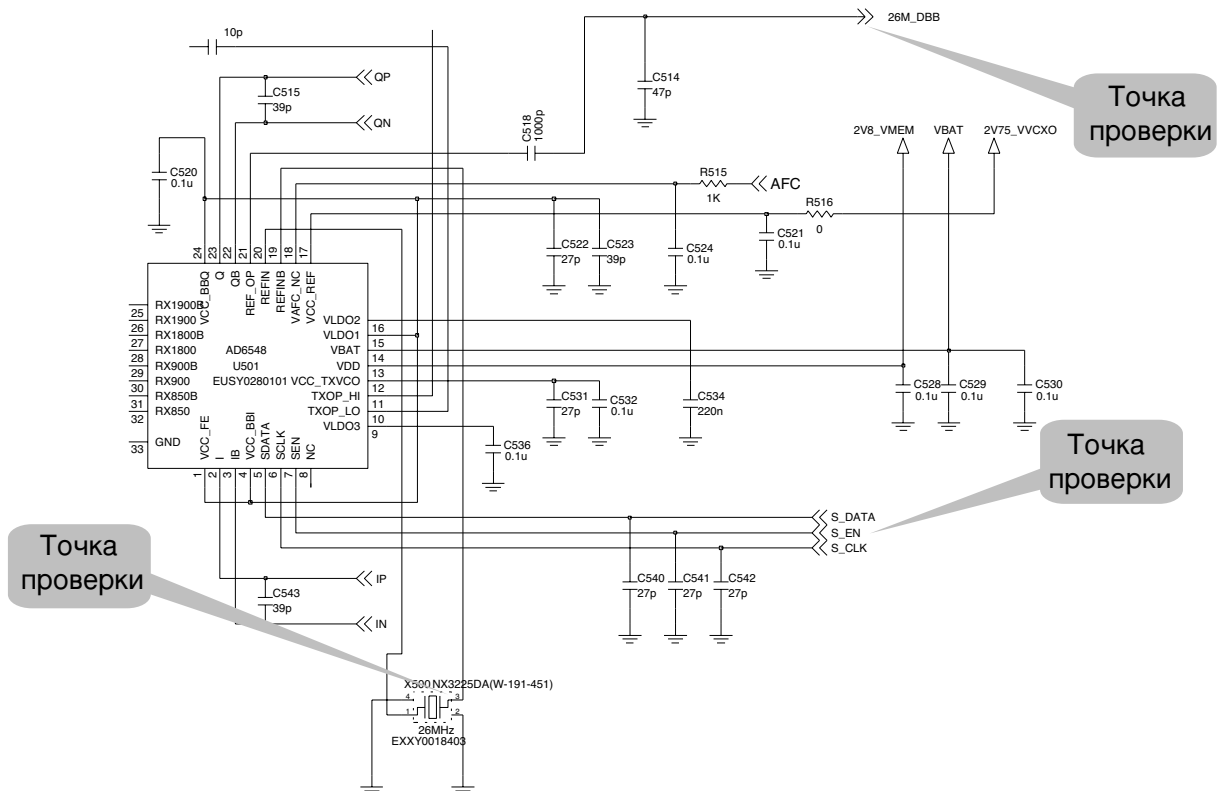 10p
26M_DBB
QP
C515
39p
C514
47p
Точка
проверки
QN
C518
1000p
2V8_VMEM
VBAT
2V75_VVCXO
C520
0.1u
R515
1K
AFC
R516
0
C522
27p
C523
39p
C524
0.1u
C521
0.1u
24
23
22
21
20
19
18
17
VCC_BBQ
Q
QB
REF_OP
REFIN
REFINB
VAFC_NC
VCC_REF
RX1900B
25
RX1900
26
RX1800B
27
RX1800
28
RX900B
29
RX900
30
RX850B
31
RX850
32
GND
33
AD6548
U501
EUSY0280101
VLDO2
16
VLDO1
15
VBAT
14
VDD
13
VCC_TXVCO
12
TXOP_HI
11
TXOP_LO
10
VLDO3
9
VCC_FE
I
IB
VCC_BBI
SDATA
SCLK
SEN
NC
1
2
3
4
5
6
7
8
C531
27p
C532
0.1u
C534
220n
C528
0.1u
C529
0.1u
C530
0.1u
C536
0.1u
Точка
проверки
S_DATA
S_EN
S_CLK
Точка
проверки
IP
C543
39p
IN
C540
27p
C541
27p
C542
27p
X500 NX3225DA(W-191-451)
4
3
1
2
26MHz
EXXY0018403